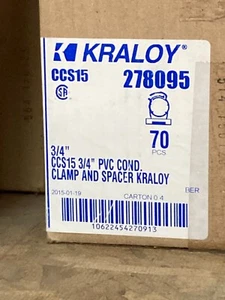 KRALOY®
CCS15 278095
70
PCS
3/4"
CCS15 3/4" PVC COND.
CLAMP AND SPACER KRALOY
2015-01-19
CARTON 0.4
BER
10622454270913